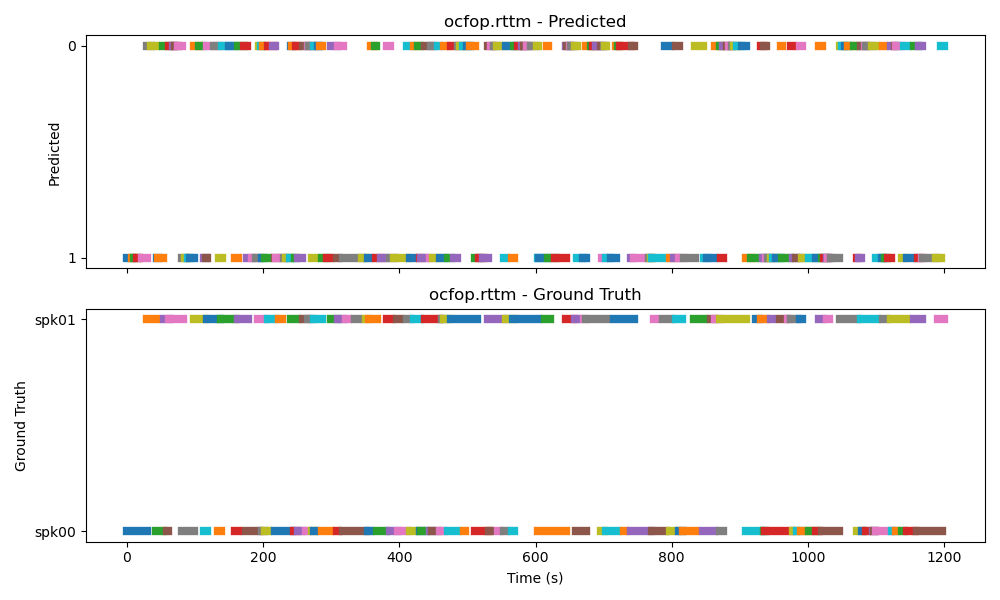 ocfop.rttm - Predicted
0
Predicted
1
ocfop.rttm - Ground Truth
spk01
Ground Truth
spk00
0
200
400
600
800
1000
1200
Time (s)